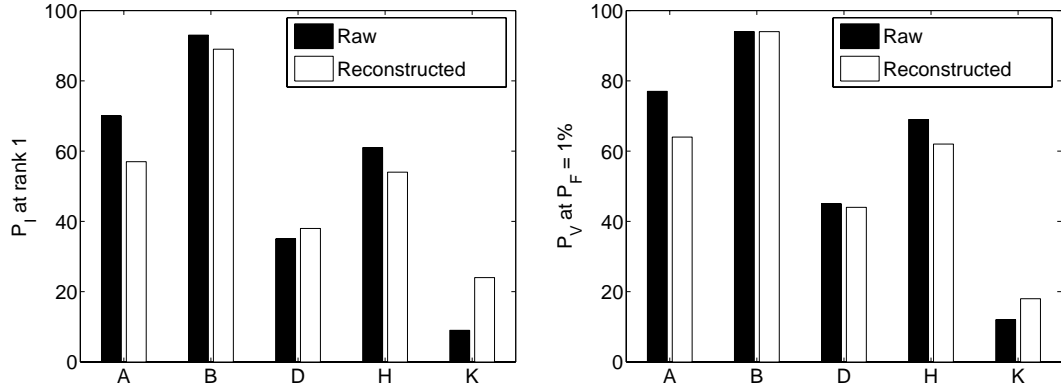 100
80
60
40
20
0
P_I at rank 1
A B D H K
Raw
Reconstructed
100
80
60
40
20
0
P_V at P_F = 1%
A B D H K
Raw
Reconstructed